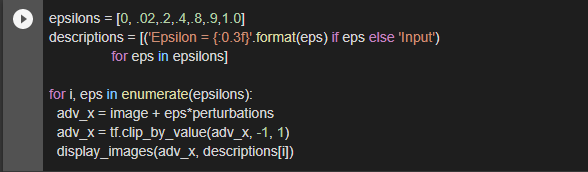 epsilons = [0, .02,.2,.4,.8,.9,1.0]
descriptions = [('Epsilon = {:0.3f}'.format(eps) if eps else 'Input')
                for eps in epsilons]

for i, eps in enumerate(epsilons):
  adv_x = image + eps*perturbations
  adv_x = tf.clip_by_value(adv_x, -1, 1)
  display_images(adv_x, descriptions[i])